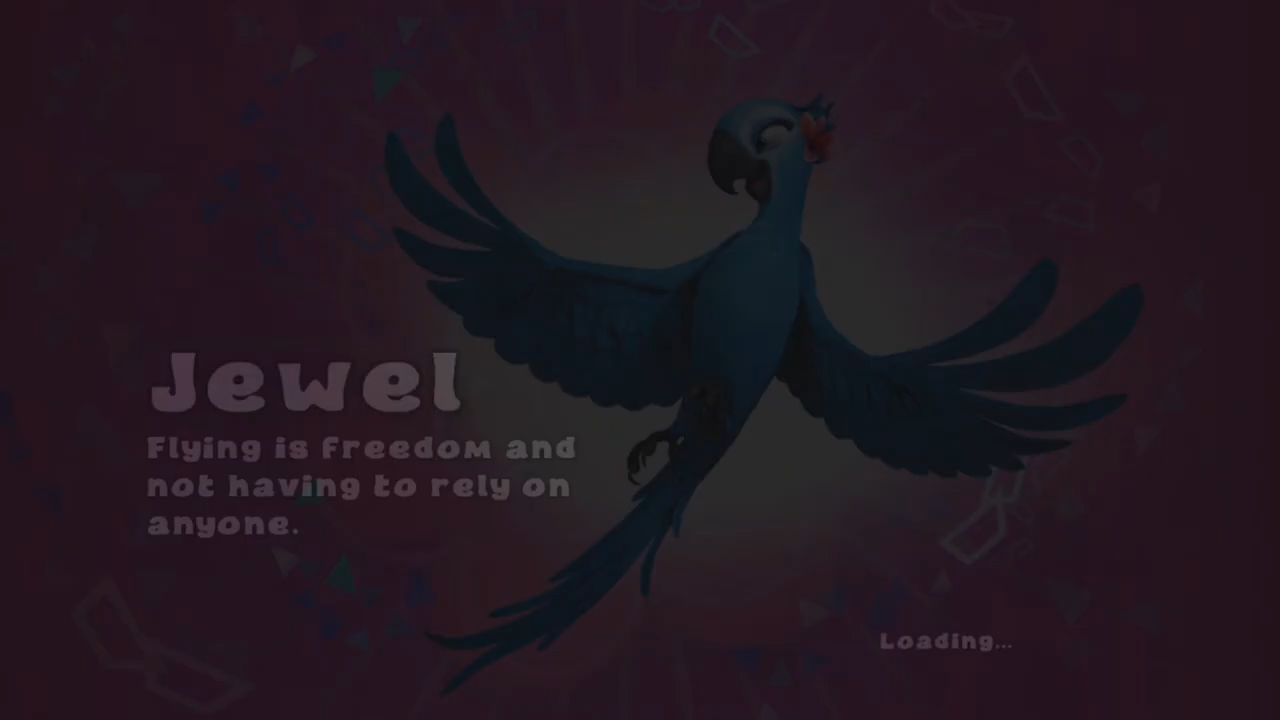 Jewel
Flying is freedom and
not having to rely on
anyone.
Loading...